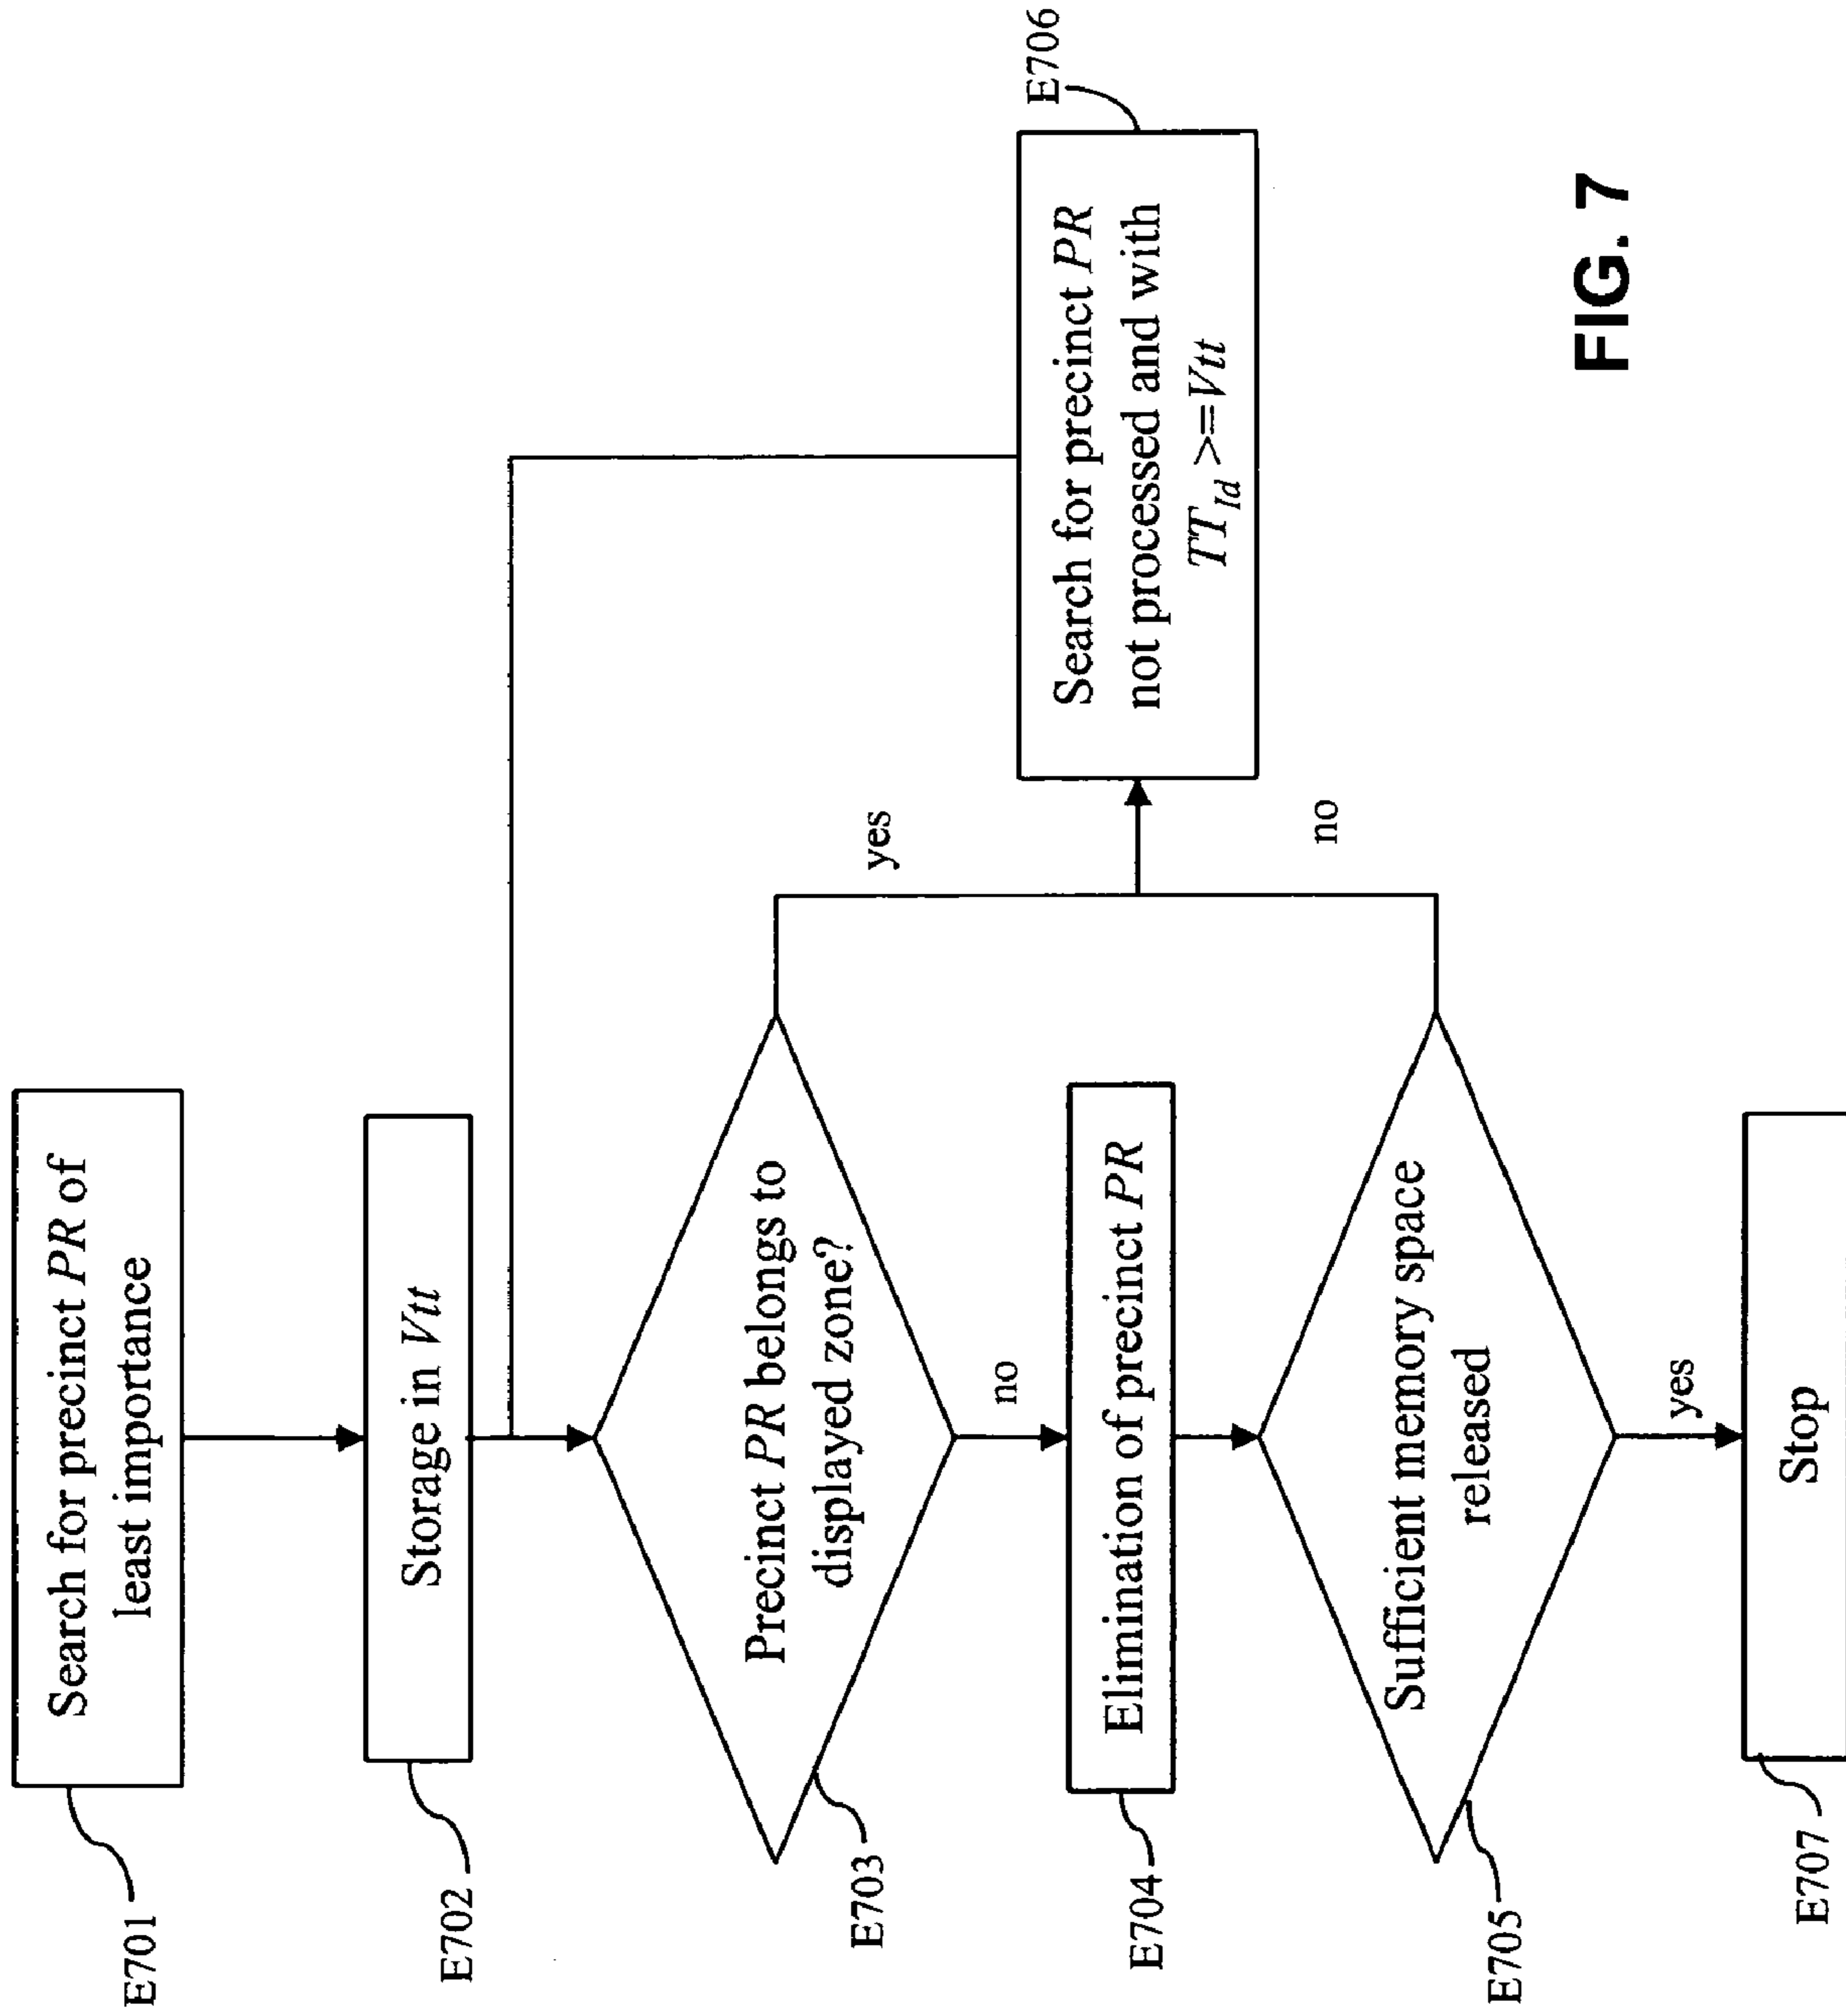 E701
Search for precinct PR of
least importance
E702
Storage in Vtt
E703
Precinct PR belongs to
displayed zone?
yes
no
E704
Elimination of precinct PR
E705
Sufficient memory space
released
no
yes
E706
Search for precinct PR
not processed and with
TT_Id >=Vtt
E707
Stop
FIG. 7